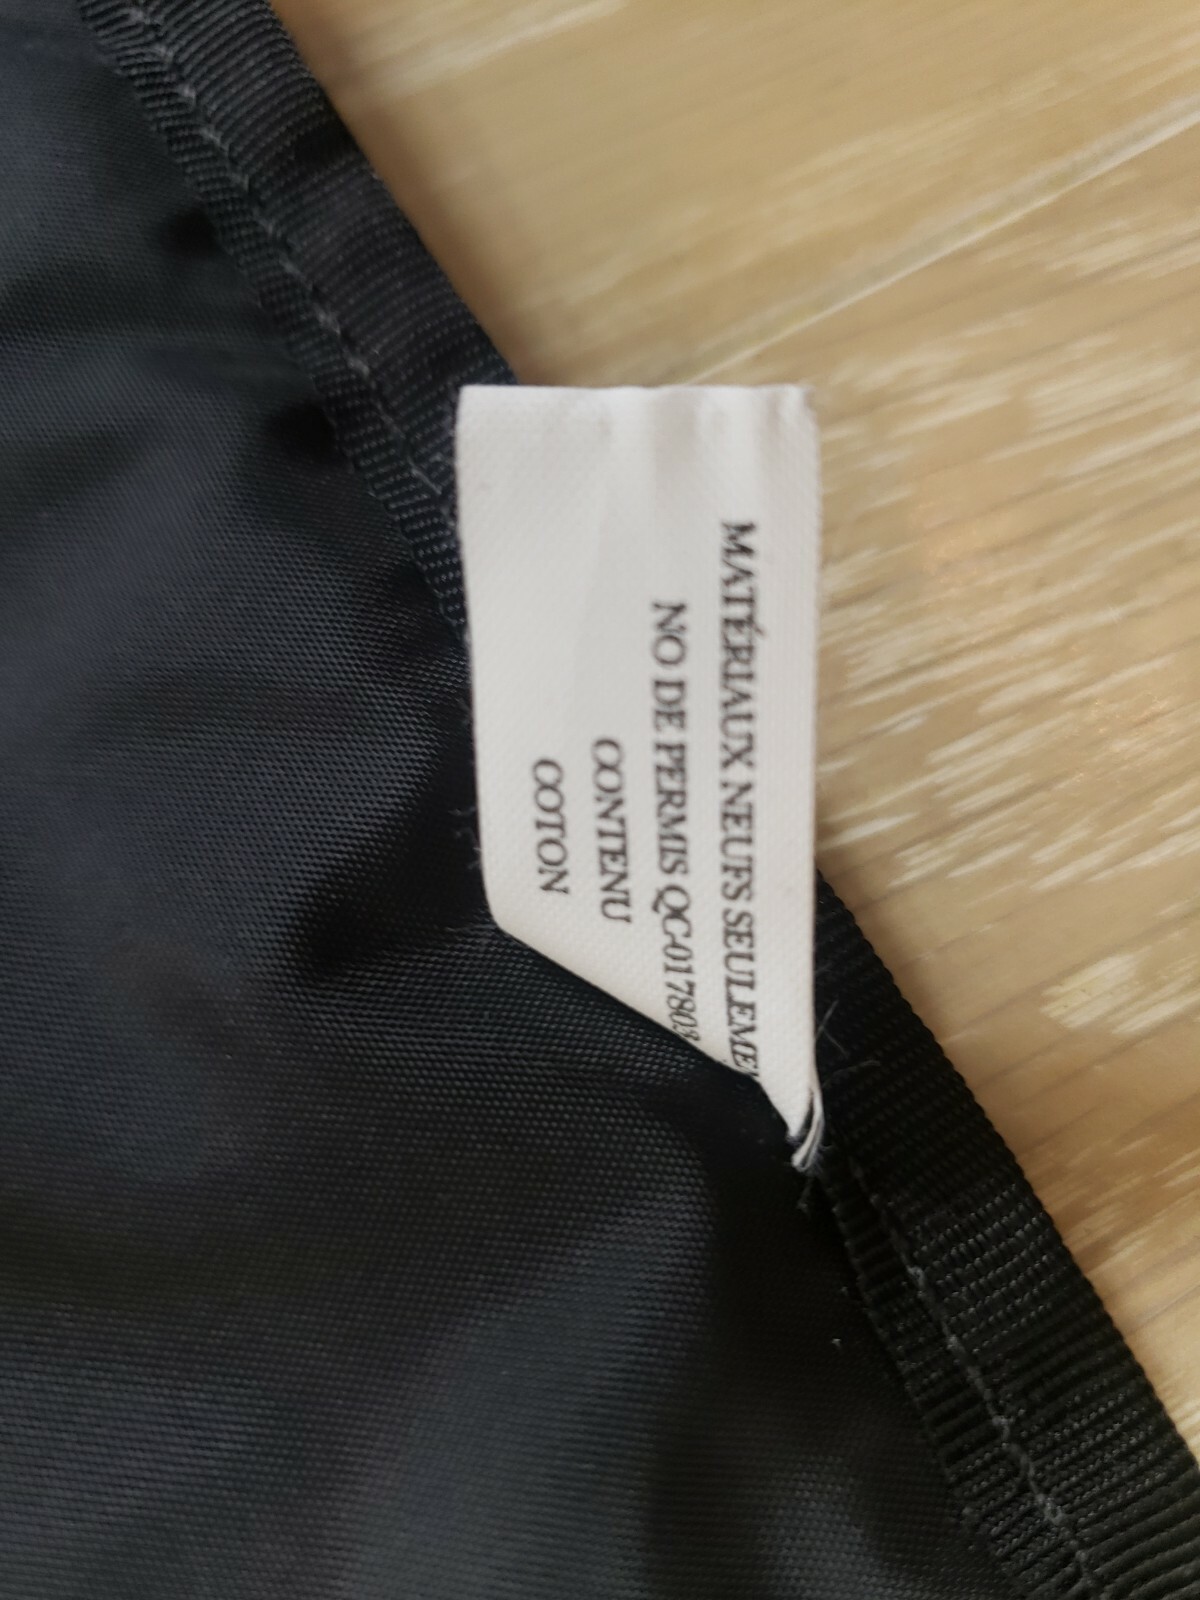 MATÉRIAUX NEUFS SEULEME
NO DE PERMIS QC-017803
CONTENU
COTON